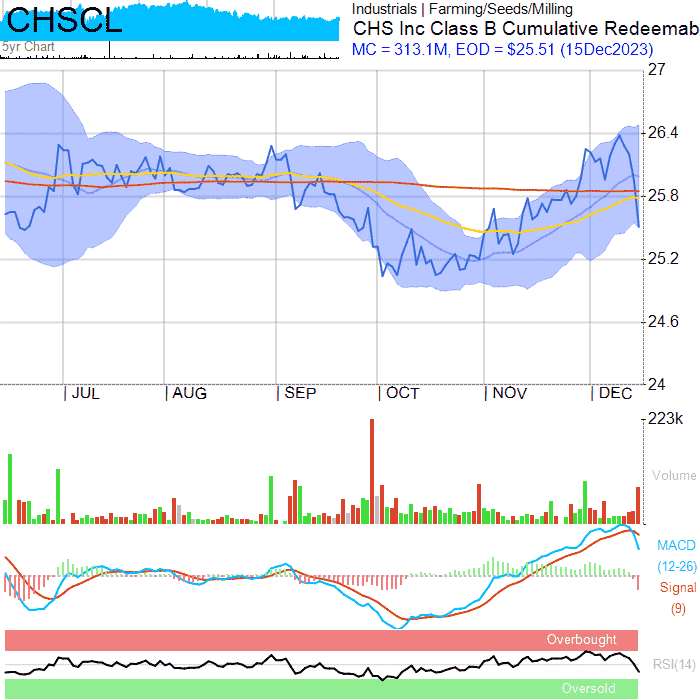 CHSCL
5yr Chart
Industrials | Farming/Seeds/Milling
CHS Inc Class B Cumulative Redeemab
MC = 313.1M, EOD = $25.51 (15Dec2023)
27
26.4
25.8
25.2
24.6
24
| JUL | AUG | SEP | OCT | NOV | DEC
223k
Volume
MACD
(12-26)
Signal
(9)
Overbought
RSI(14)
Oversold